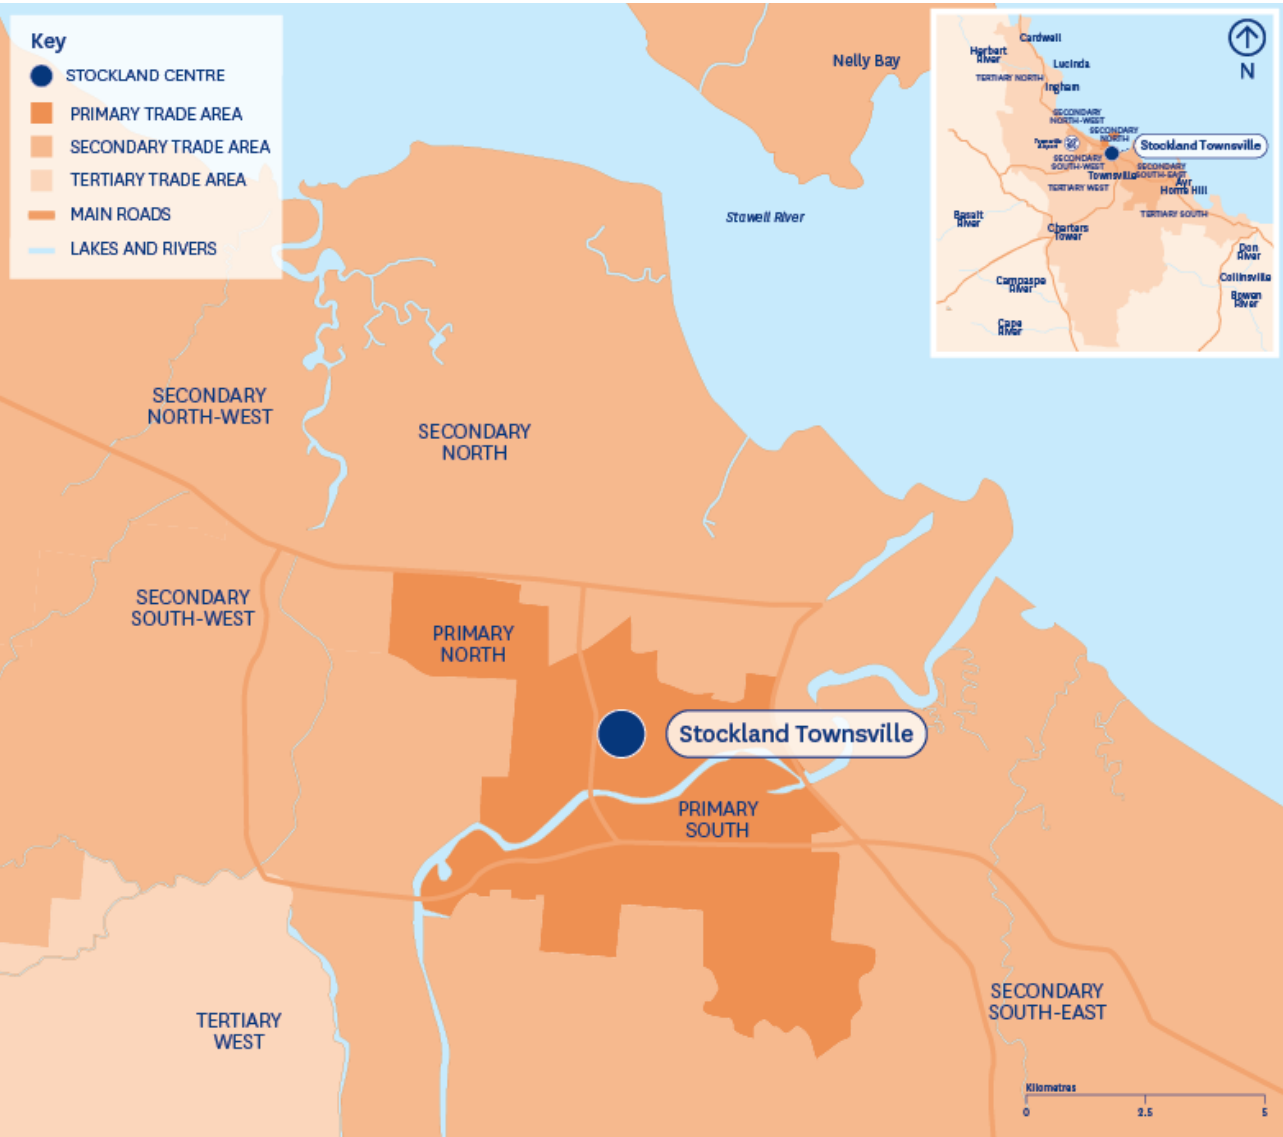 Key
STOCKLAND CENTRE
PRIMARY TRADE AREA
SECONDARY TRADE AREA
TERTIARY TRADE AREA
MAIN ROADS
LAKES AND RIVERS
Nelly Bay
Stawell River
N
Cardwell
Herbert
River
Lucinda
TERTIARY NORTH
Ingham
SECONDARY
NORTH-WEST
SECONDARY
NORTH
Townsville
Airport
Stockland Townsville
SECONDARY
SOUTH-WEST
SECONDARY
SOUTH-EAST
Townsville
Ayr
Home Hill
TERTIARY WEST
TERTIARY SOUTH
Basalt
River
Charters
Tower
Don
River
Collinsville
Campaspe
River
Bowen
River
Cape
River
SECONDARY
NORTH-WEST
SECONDARY
NORTH
SECONDARY
SOUTH-WEST
PRIMARY
NORTH
Stockland Townsville
PRIMARY
SOUTH
SECONDARY
SOUTH-EAST
TERTIARY
WEST
Kilometres
0
2.5
5